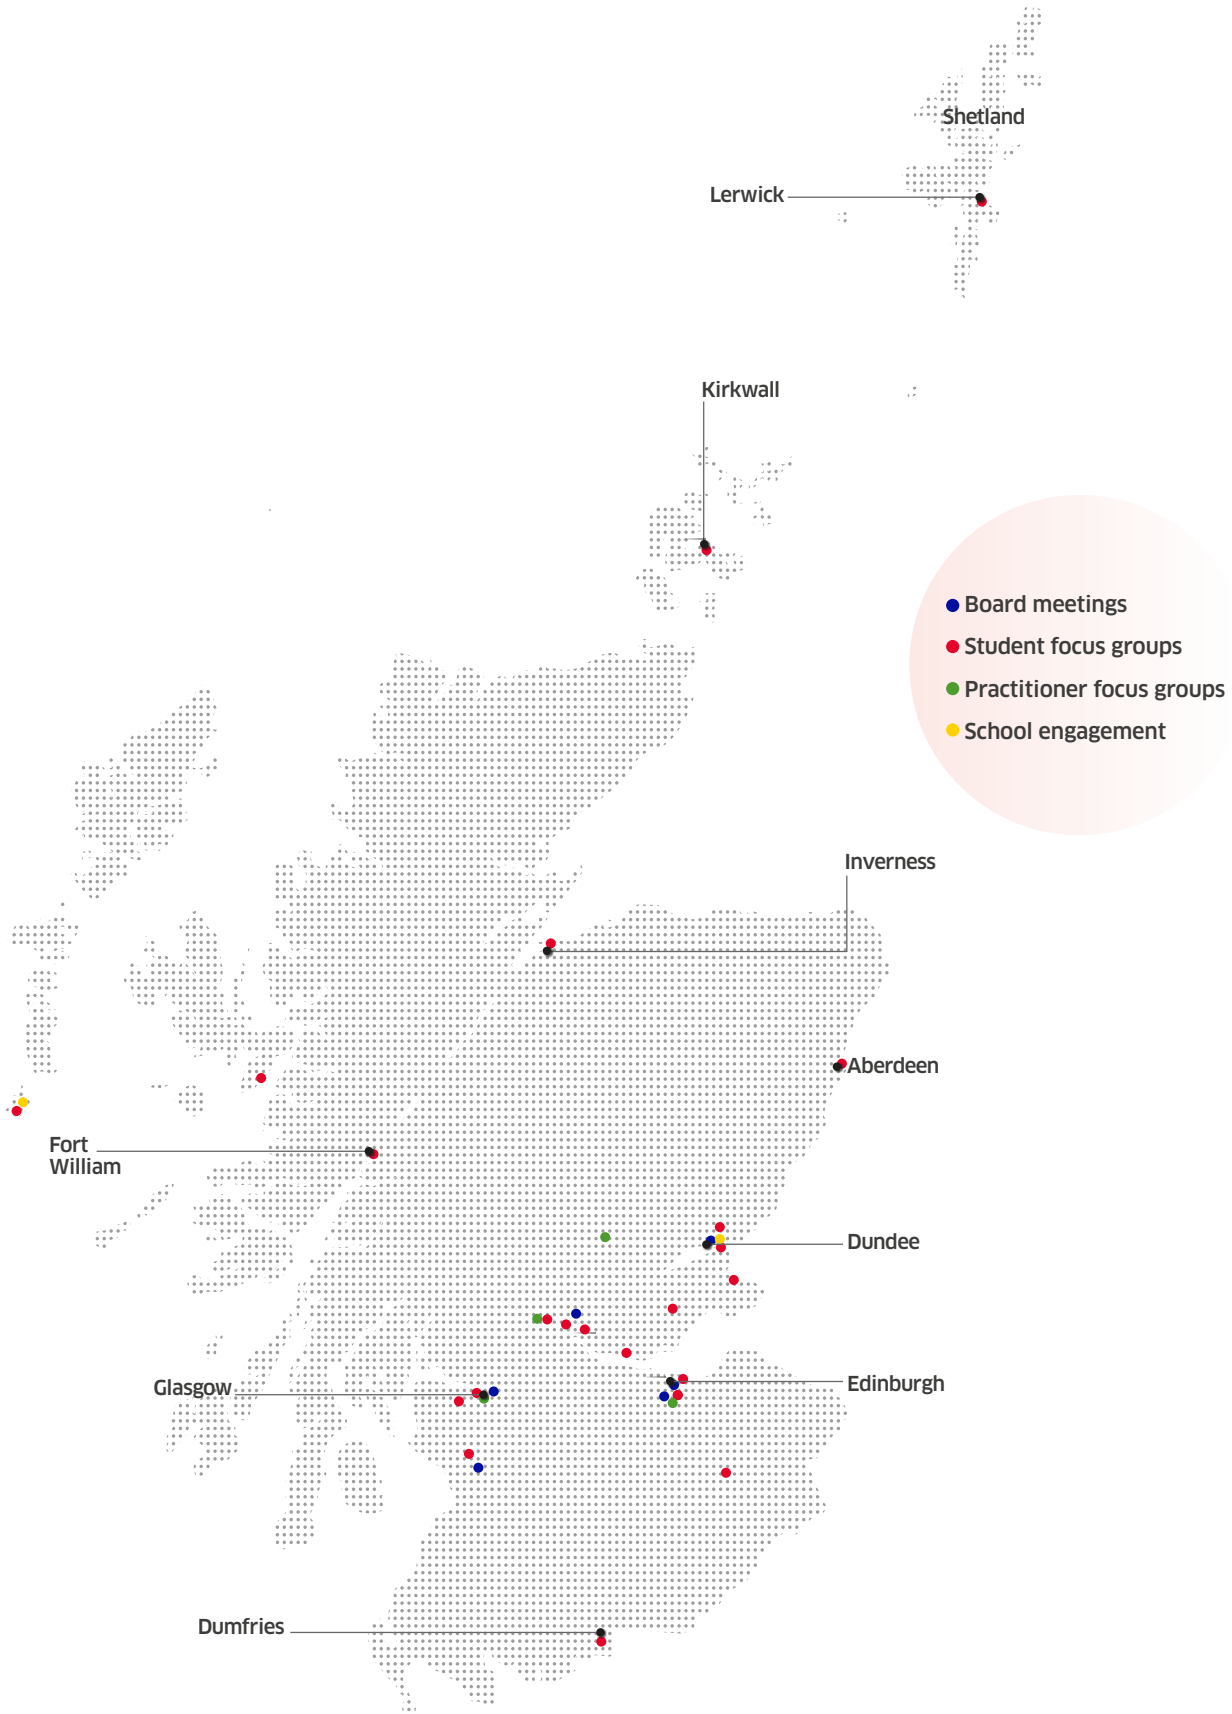 Shetland
Lerwick
Kirkwall
Board meetings
Student focus groups
Practitioner focus groups
School engagement
Inverness
Aberdeen
Fort
William
Dundee
Glasgow
Edinburgh
Dumfries